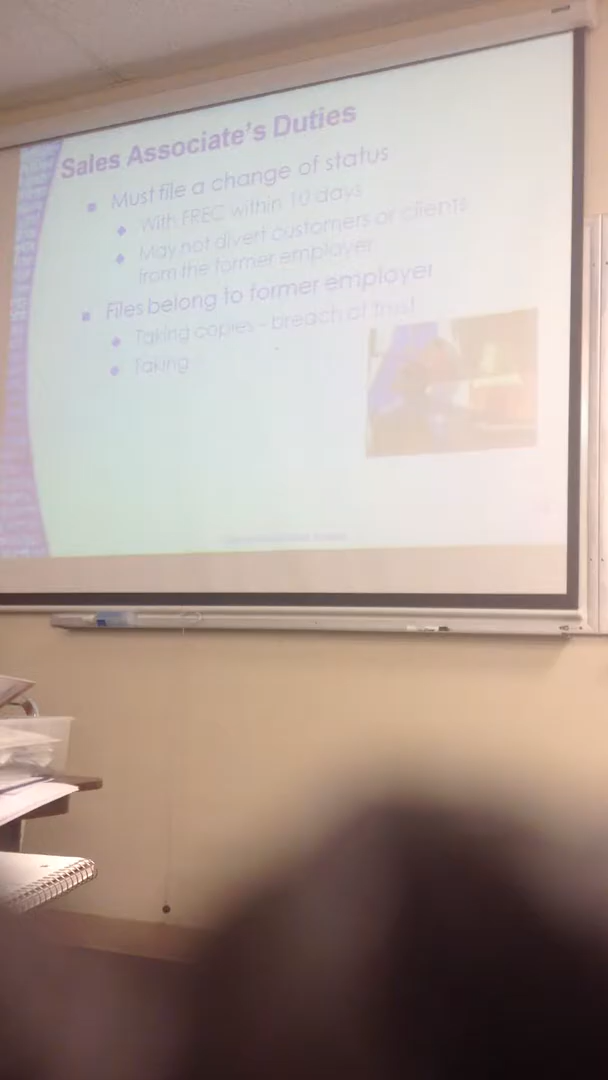 Sales Associate's Duties
Must file a change of status
With FREC within 10 days
May not divert customers or clients
from the former employer
Files belong to former employer
Taking copies - breach of trust
Taking